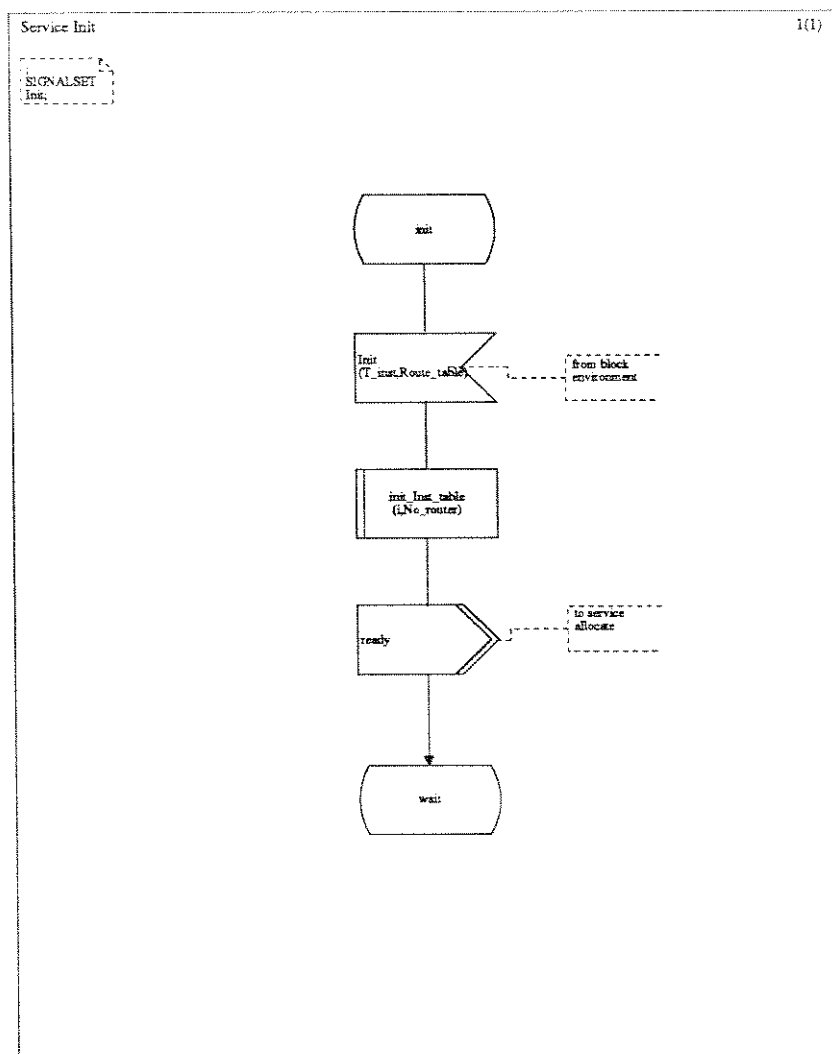 Service Init
1(1)
;
SIGNALSET
Init;
init
Init
(T_inst,Route_table)
from block
environment
init_Inst_table
(i,No_router)
ready
to service
allocate
wait